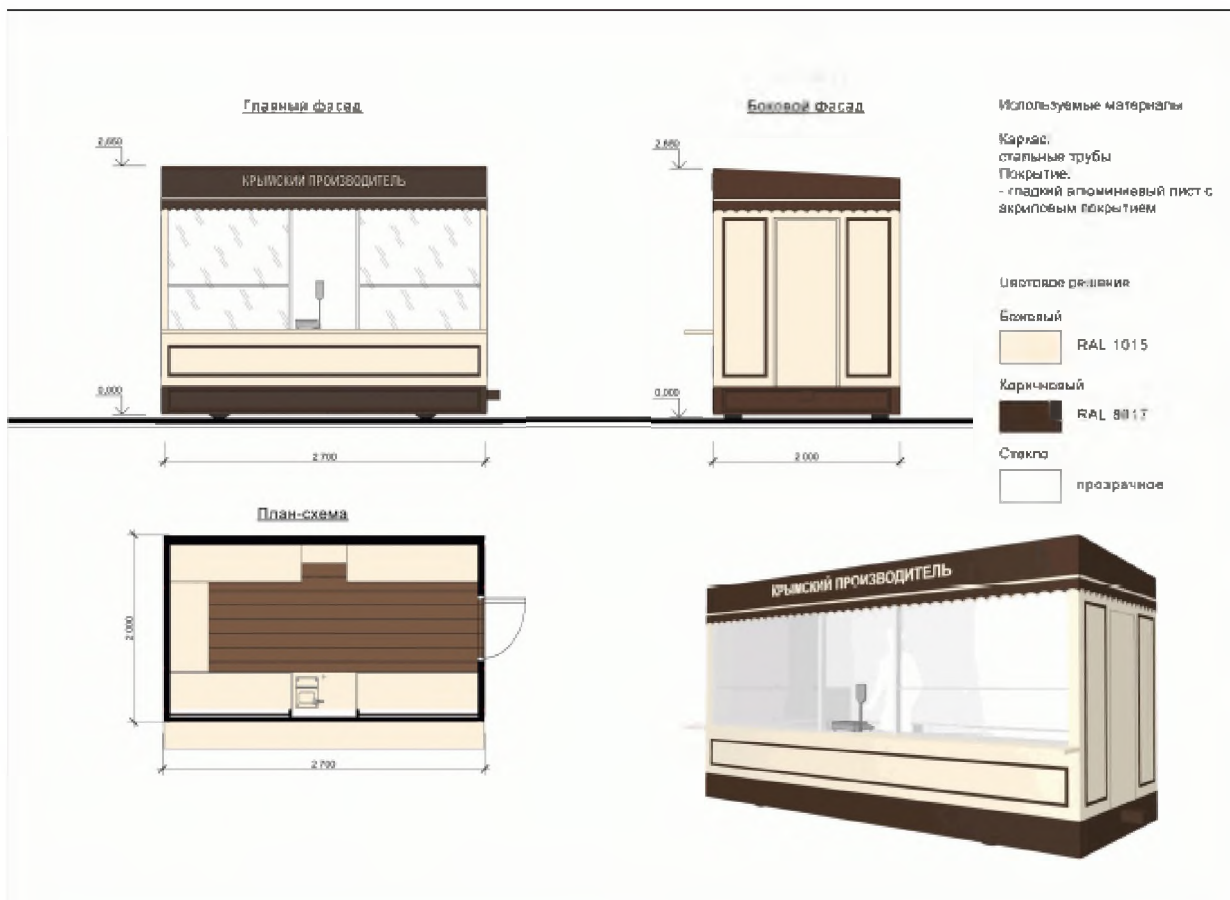 Главный фасад
2,650
КРЫМСКИЙ ПРОИЗВОДИТЕЛЬ
0,000
2 700
Боковой фасад
2,650
0,000
2 000
Используемые материалы
Каркас:
стальные трубы
Покрытие:
- гладкий алюминиевый лист с
акриловым покрытием
Цветовое решение
Бежевый
RAL 1015
Коричневый
RAL 8017
Стекло
прозрачное
План-схема
2 000
2 700
КРЫМСКИЙ ПРОИЗВОДИТЕЛЬ